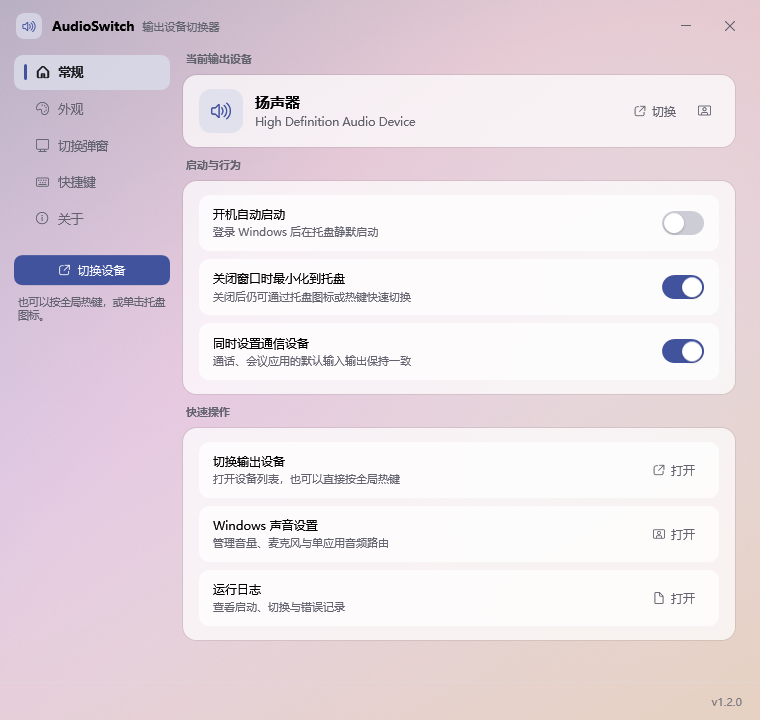 AudioSwitch 输出设备切换器
常规
外观
切换弹窗
快捷键
关于
切换设备
也可以按全局热键，或单击托盘
图标。
当前输出设备
扬声器
High Definition Audio Device
切换
启动与行为
开机自动启动
登录 Windows 后在托盘静默启动
关闭窗口时最小化到托盘
关闭后仍可通过托盘图标或热键快速切换
同时设置通信设备
通话、会议应用的默认输入输出保持一致
快速操作
切换输出设备
打开设备列表，也可以直接按全局热键
打开
Windows 声音设置
管理音量、麦克风与单应用音频路由
打开
运行日志
查看启动、切换与错误记录
打开
v1.2.0